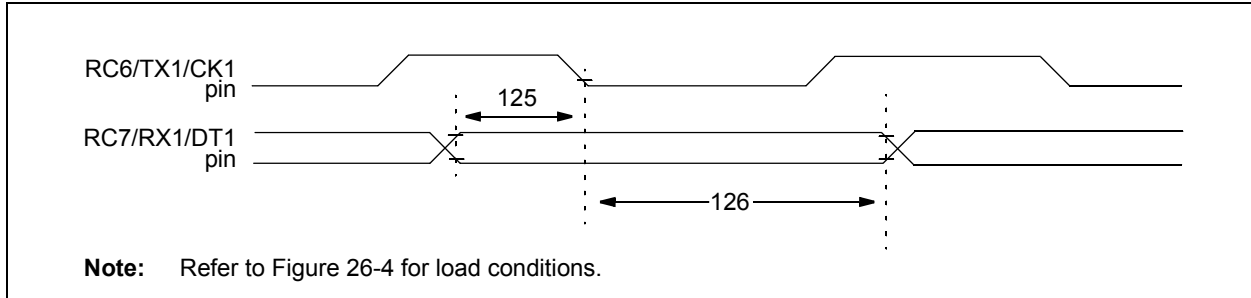 RC6/TX1/CK1
pin
125
RC7/RX1/DT1
pin
126
Note: Refer to Figure 26-4 for load conditions.